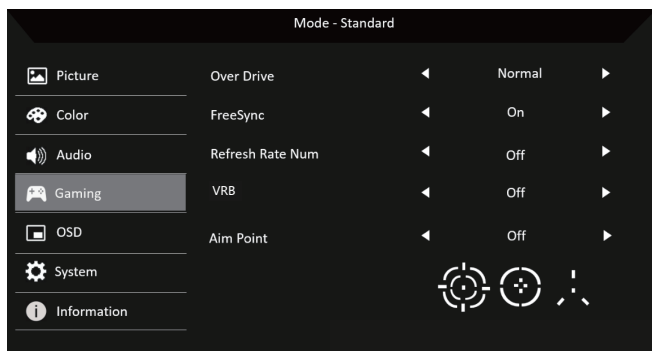 Mode - Standard
Picture
Over Drive Normal
Color
FreeSync On
Audio
Refresh Rate Num Off
Gaming
VRB Off
OSD
Aim Point Off
System
Information